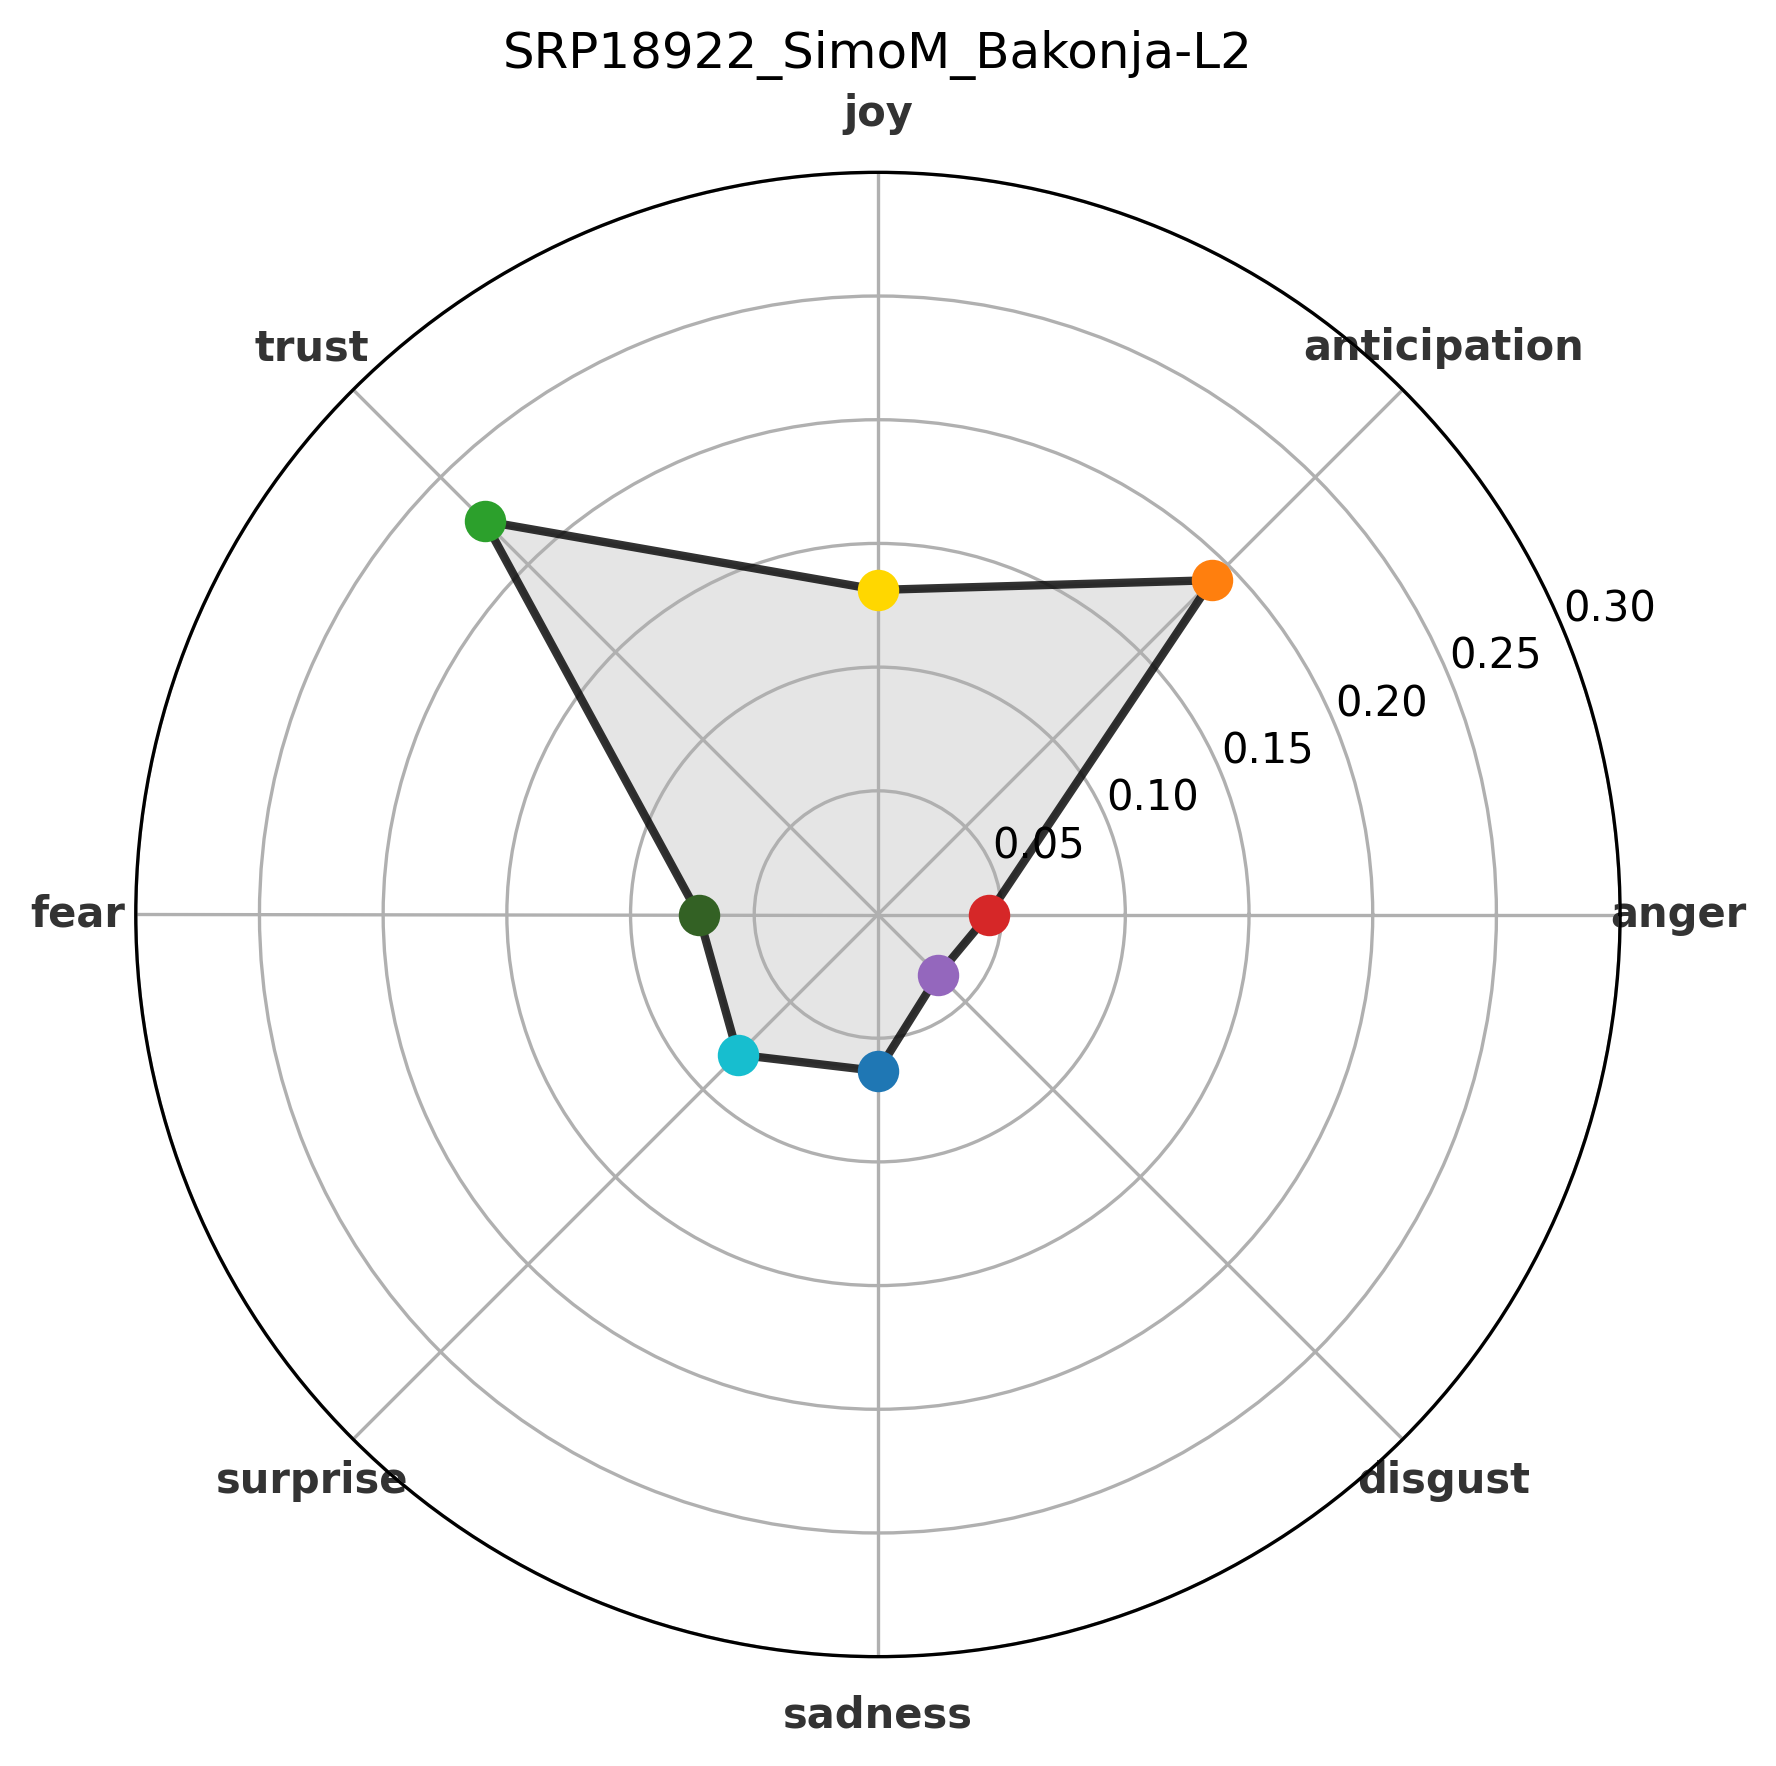 SRP18922_SimoM_Bakonja-L2
joy
trust
anticipation
0.30
0.25
0.20
0.15
0.10
0.05
fear
anger
surprise
disgust
sadness